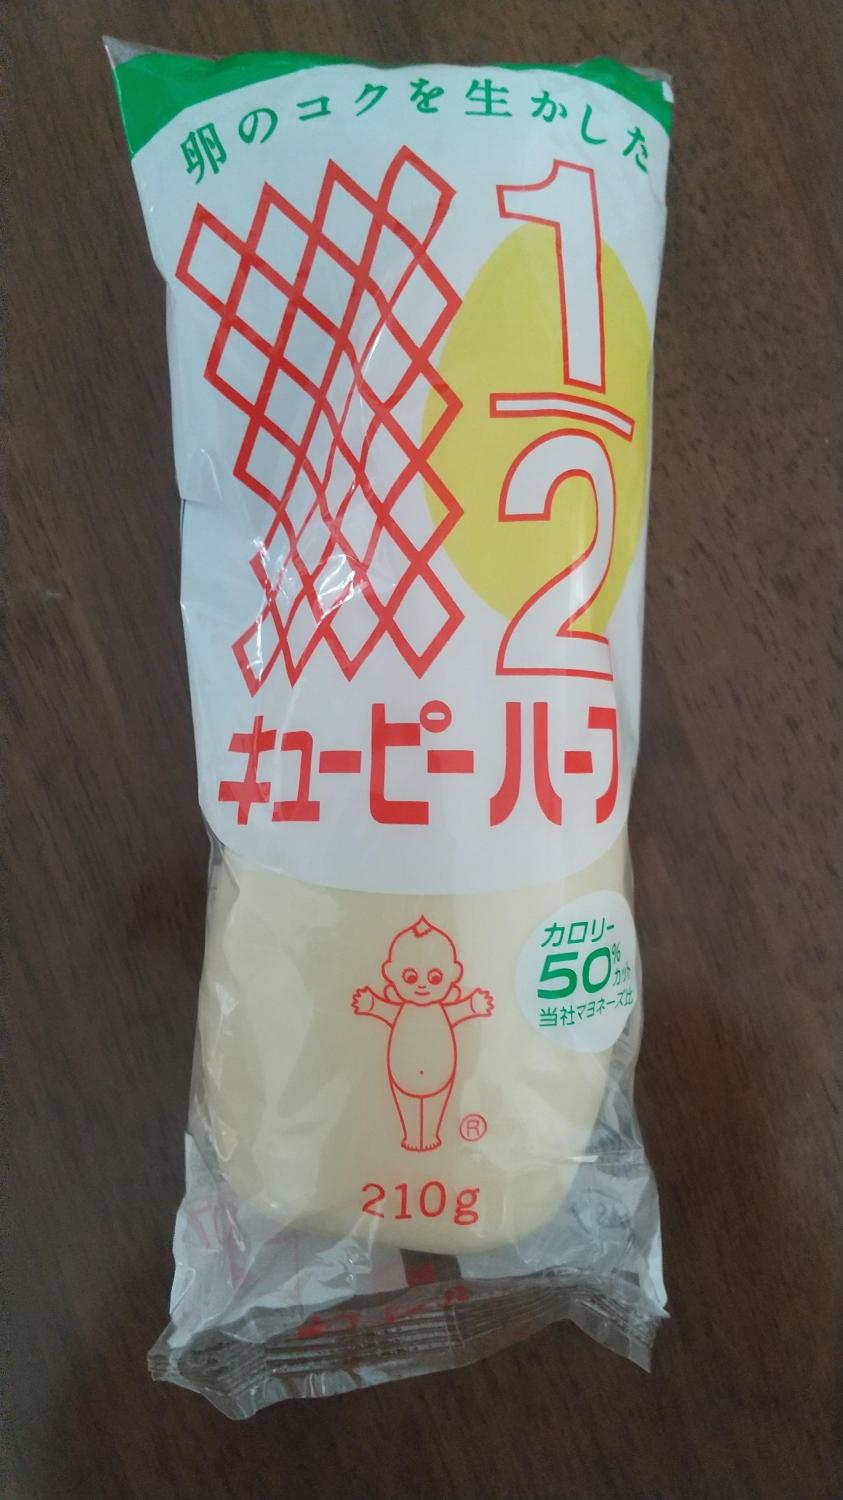 卵のコクを生かした
1/2
キューピーハーフ
カロリー
50%
カット
当社マヨネーズ比
®
210g